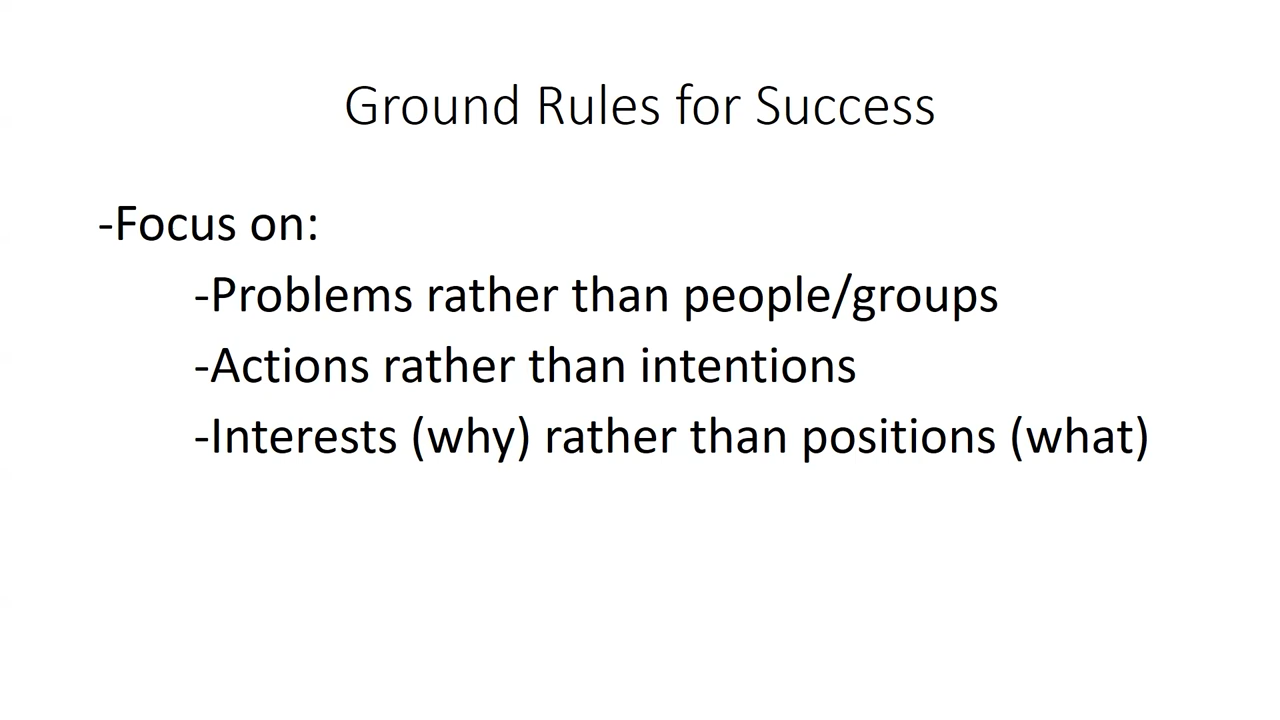 Ground Rules for Success
-Focus on:
-Problems rather than people/groups
-Actions rather than intentions
-Interests (why) rather than positions (what)